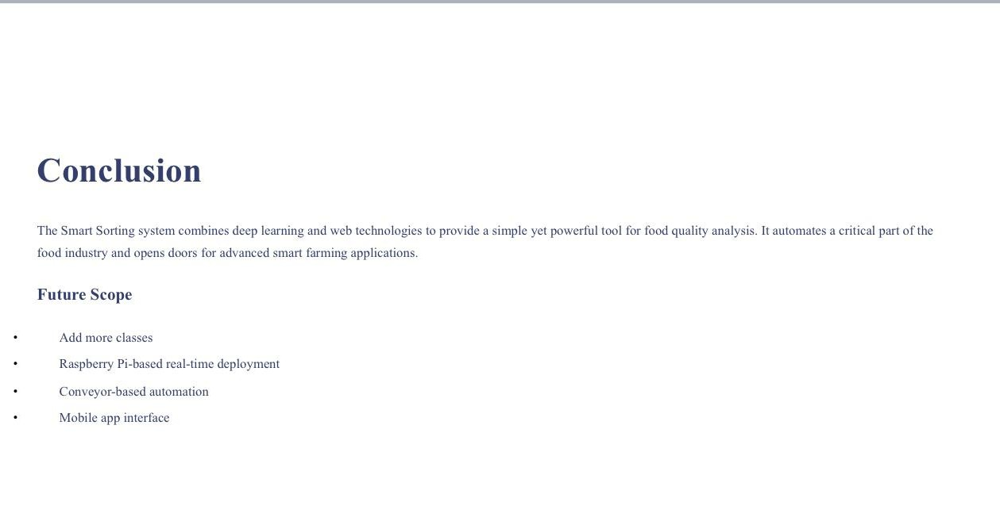 Conclusion
The Smart Sorting system combines deep learning and web technologies to provide a simple yet powerful tool for food quality analysis. It automates a critical part of the
food industry and opens doors for advanced smart farming applications.
Future Scope
• Add more classes
• Raspberry Pi-based real-time deployment
• Conveyor-based automation
• Mobile app interface